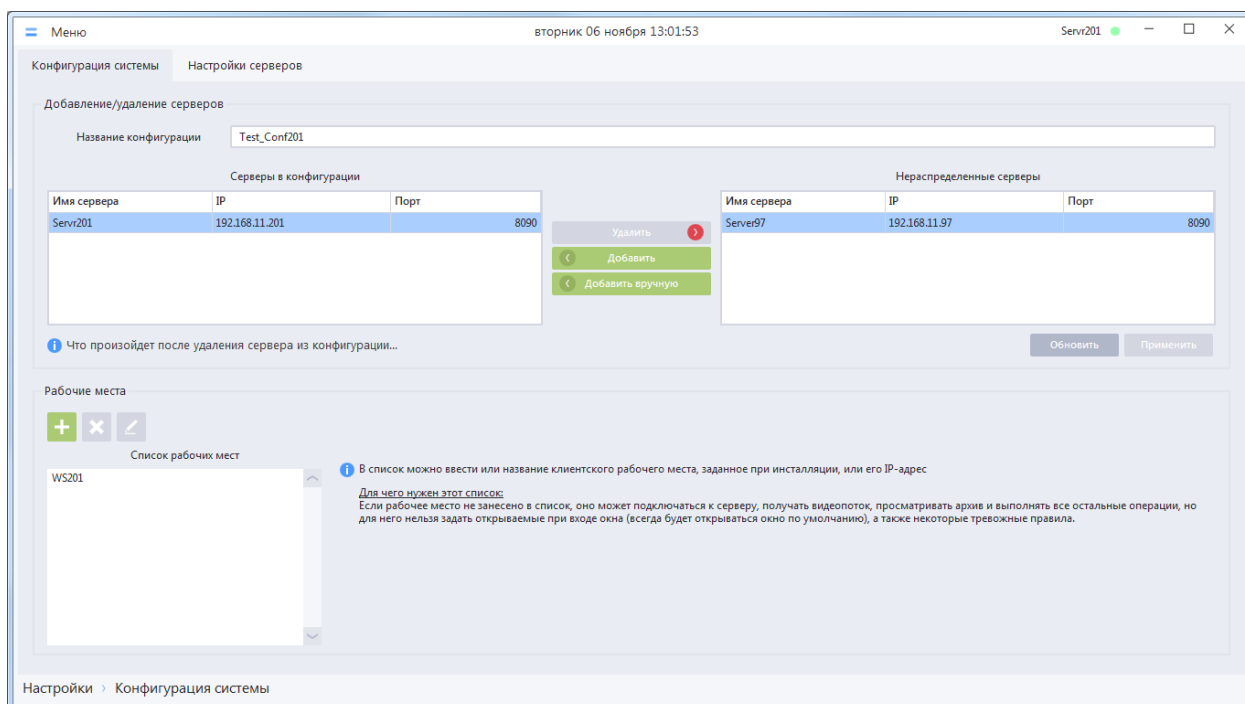 Меню вторник 06 ноября 13:01:53 Servr201
Конфигурация системы Настройки серверов
Добавление/удаление серверов
Название конфигурации Test_Conf201
Серверы в конфигурации Нераспределенные серверы
Имя сервера IP Порт Имя сервера IP Порт
Servr201 192.168.11.201 8090 Server97 192.168.11.97 8090
Удалить
Добавить
Добавить вручную
Что произойдет после удаления сервера из конфигурации... Обновить Применить
Рабочие места
Список рабочих мест
WS201
В список можно ввести или название клиентского рабочего места, заданное при инсталляции, или его IP-адрес
Для чего нужен этот список:
Если рабочее место не занесено в список, оно может подключаться к серверу, получать видеопоток, просматривать архив и выполнять все остальные операции, но
для него нельзя задать открываемые при входе окна (всегда будет открываться окно по умолчанию), а также некоторые тревожные правила.
Настройки › Конфигурация системы